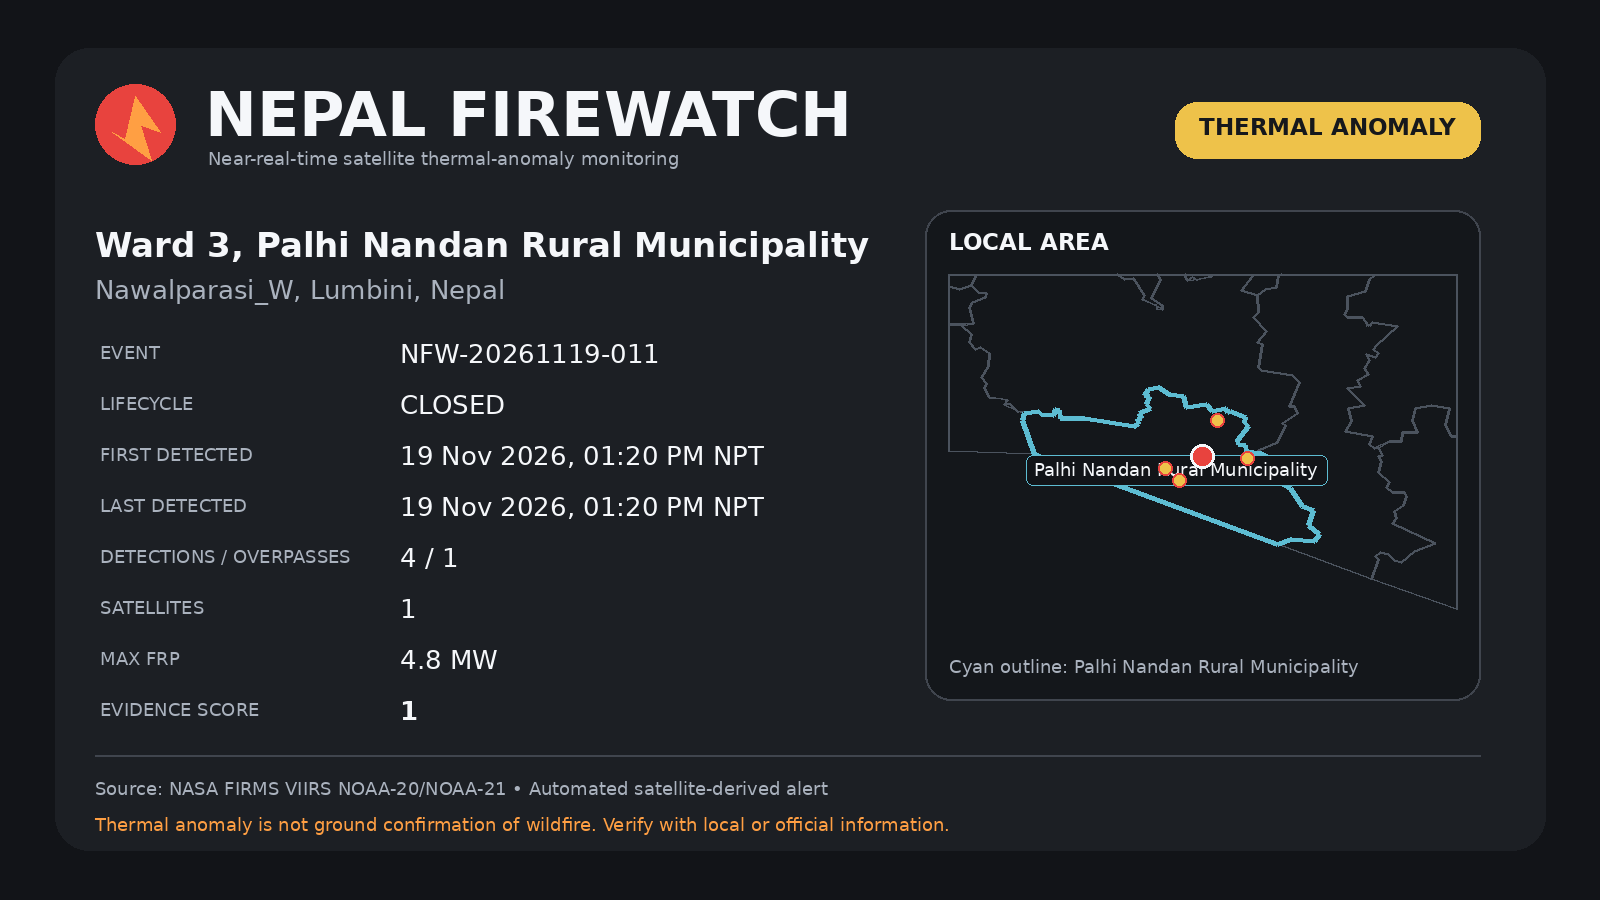 NEPAL FIREWATCH
Near-real-time satellite thermal-anomaly monitoring
THERMAL ANOMALY
Ward 3, Palhi Nandan Rural Municipality
Nawalparasi_W, Lumbini, Nepal
EVENT NFW-20261119-011
LIFECYCLE CLOSED
FIRST DETECTED 19 Nov 2026, 01:20 PM NPT
LAST DETECTED 19 Nov 2026, 01:20 PM NPT
DETECTIONS / OVERPASSES 4 / 1
SATELLITES 1
MAX FRP 4.8 MW
EVIDENCE SCORE 1
LOCAL AREA
Palhi Nandan Rural Municipality
Cyan outline: Palhi Nandan Rural Municipality
Source: NASA FIRMS VIIRS NOAA-20/NOAA-21 • Automated satellite-derived alert
Thermal anomaly is not ground confirmation of wildfire. Verify with local or official information.